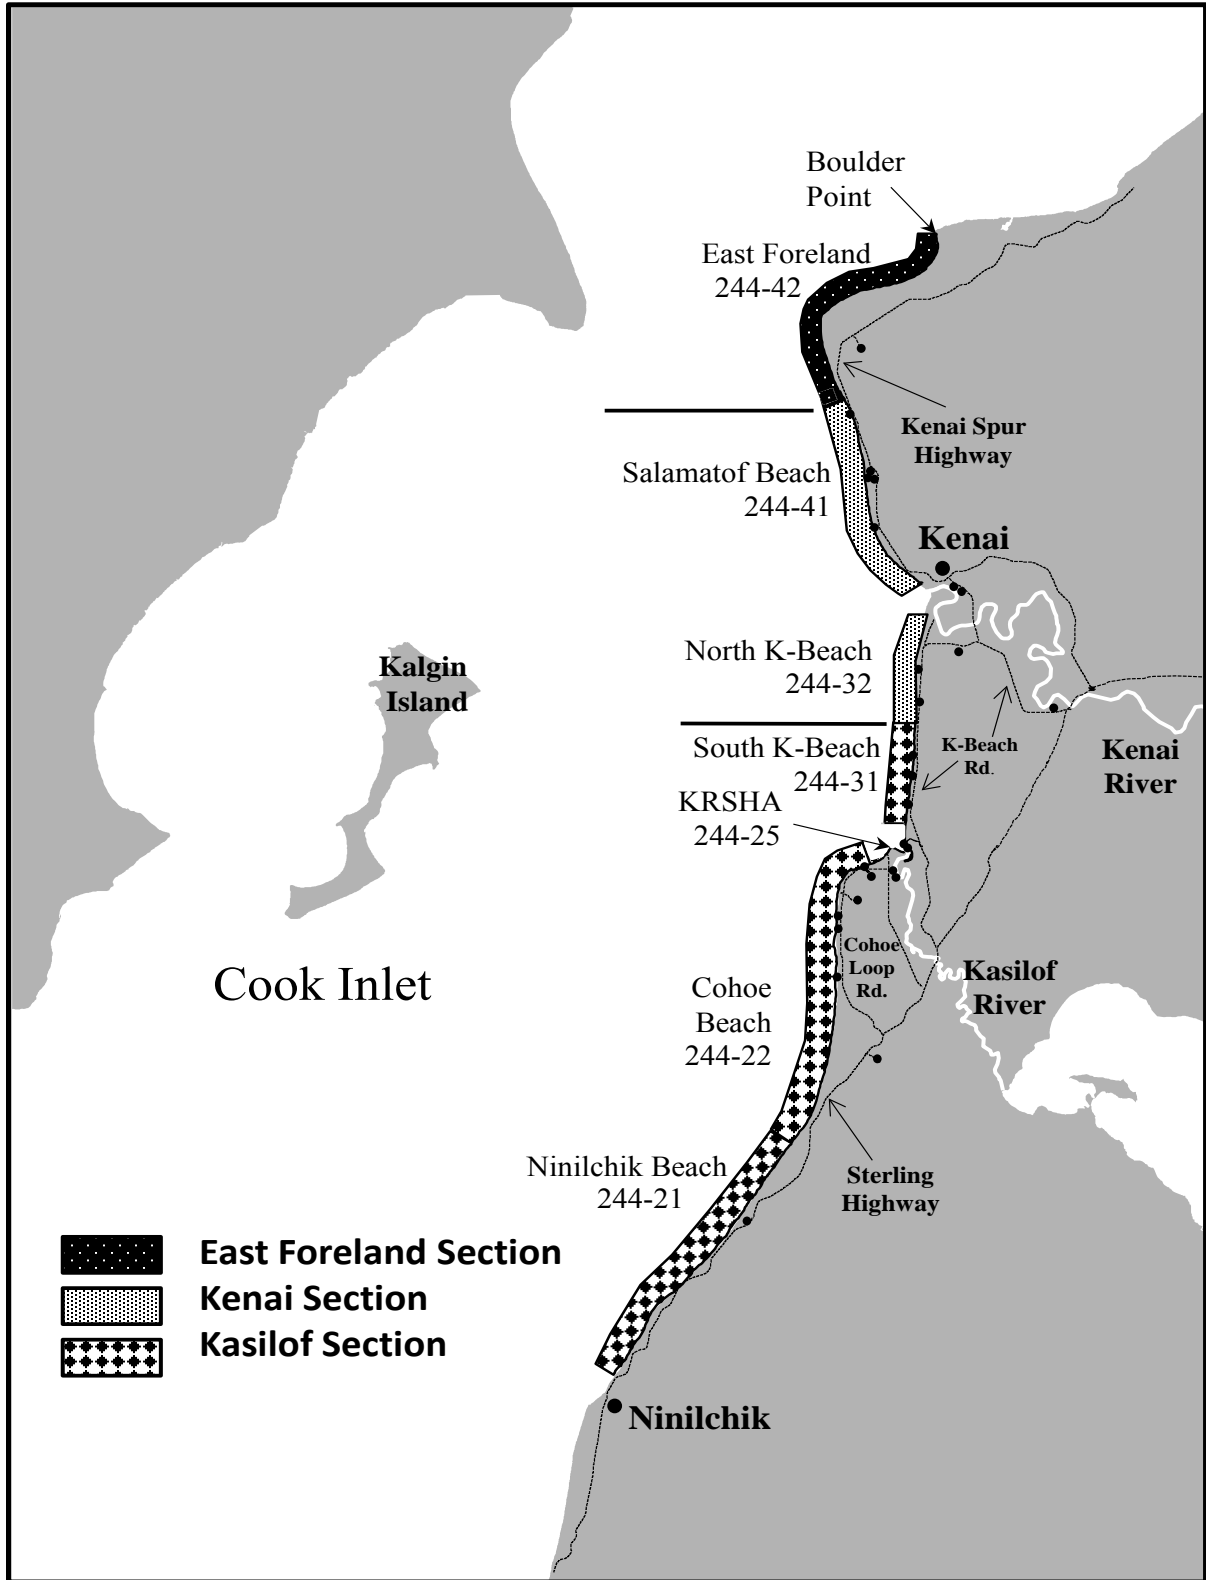 Boulder
Point
East Foreland
244-42
Kenai Spur
Highway
Salamatof Beach
244-41
Kenai
North K-Beach
244-32
Kalgin
Island
South K-Beach
244-31
K-Beach
Rd.
Kenai
River
KRSHA
244-25
Cohoe
Loop
Rd.
Kasilof
River
Cook Inlet
Cohoe
Beach
244-22
Ninilchik Beach
244-21
Sterling
Highway
East Foreland Section
Kenai Section
Kasilof Section
Ninilchik